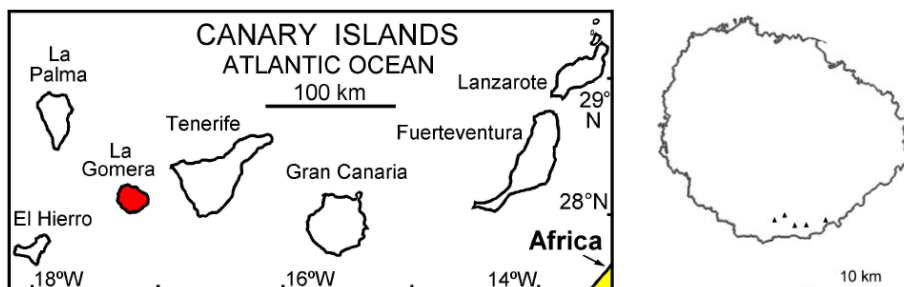 CANARY ISLANDS
ATLANTIC OCEAN
100 km
La
Palma
Lanzarote
29°
N
Tenerife
Fuerteventura
La
Gomera
Gran Canaria
28°N
El Hierro
Africa
18ºW
16ºW
14ºW
10 km